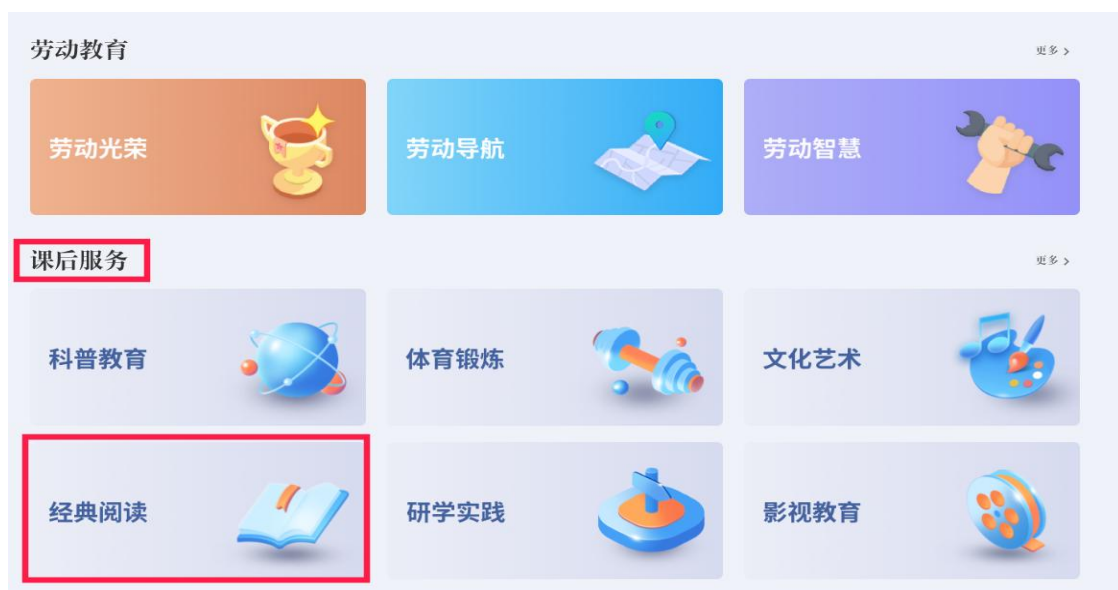 劳动教育 更多 >
劳动光荣 劳动导航 劳动智慧
课后服务 更多 >
科普教育 体育锻炼 文化艺术
经典阅读 研学实践 影视教育